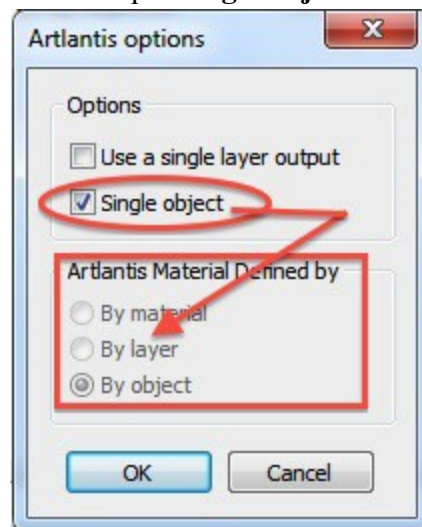 Artlantis options
Options
Use a single layer output
Single object
Artlantis Material Defined by
By material
By layer
By object
OK
Cancel